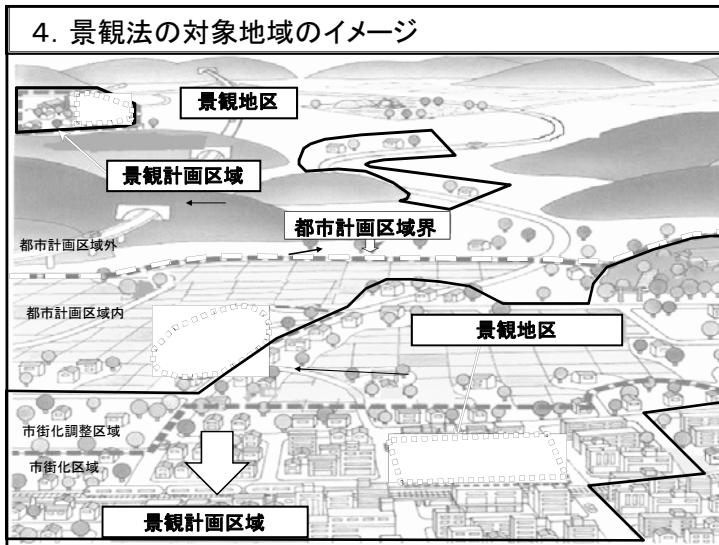 4．景観法の対象地域のイメージ
景観地区
景観計画区域
都市計画区域界
都市計画区域外
都市計画区域内
景観地区
市街化調整区域
市街化区域
景観計画区域